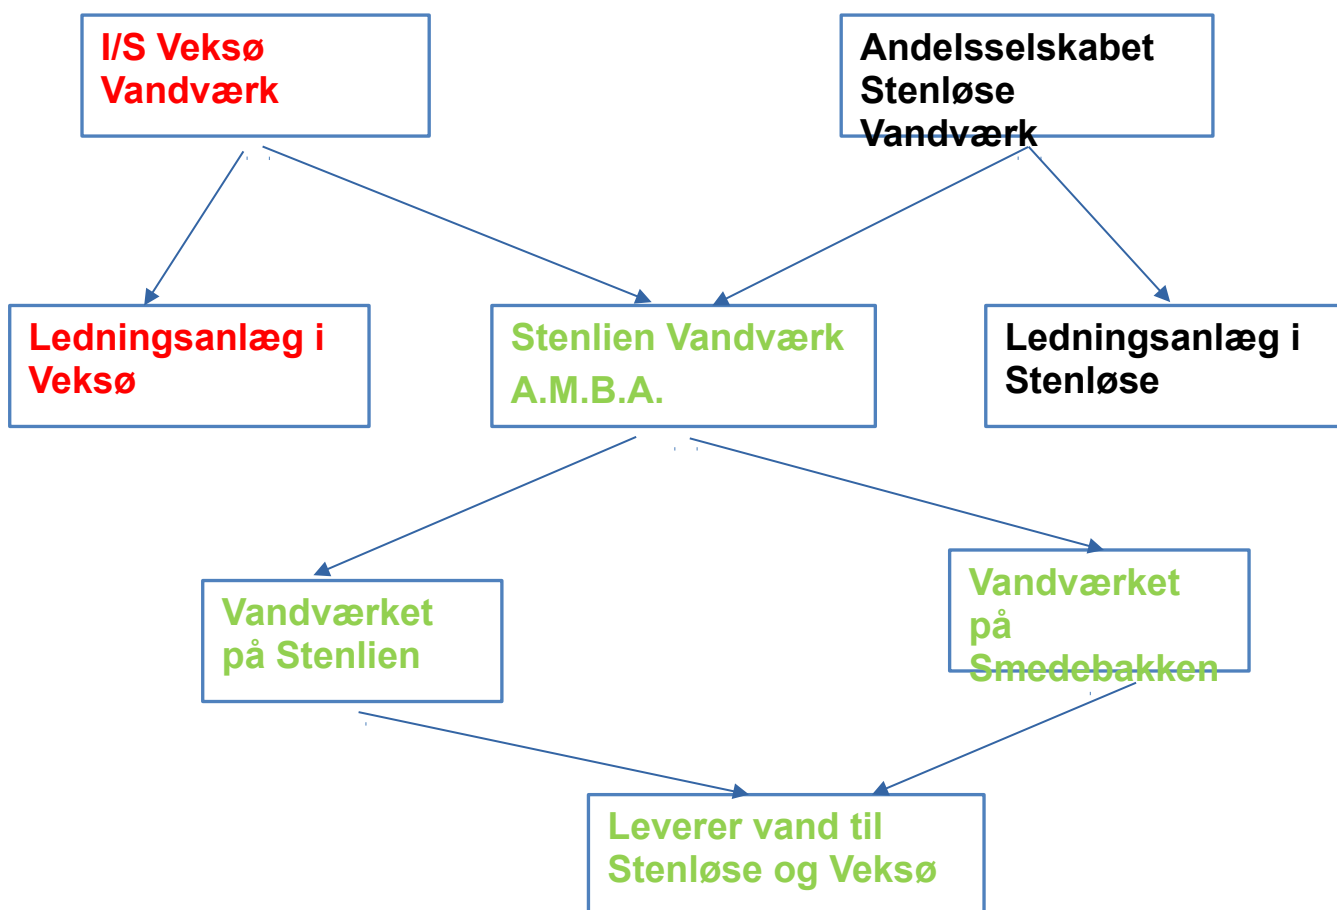 I/S Veksø
Vandværk
Andelsselskabet
Stenløse
Vandværk
Ledningsanlæg i
Veksø
Stenlien Vandværk
A.M.B.A.
Ledningsanlæg i
Stenløse
Vandværket
på Stenlien
Vandværket
på
Smedebakken
Leverer vand til
Stenløse og Veksø